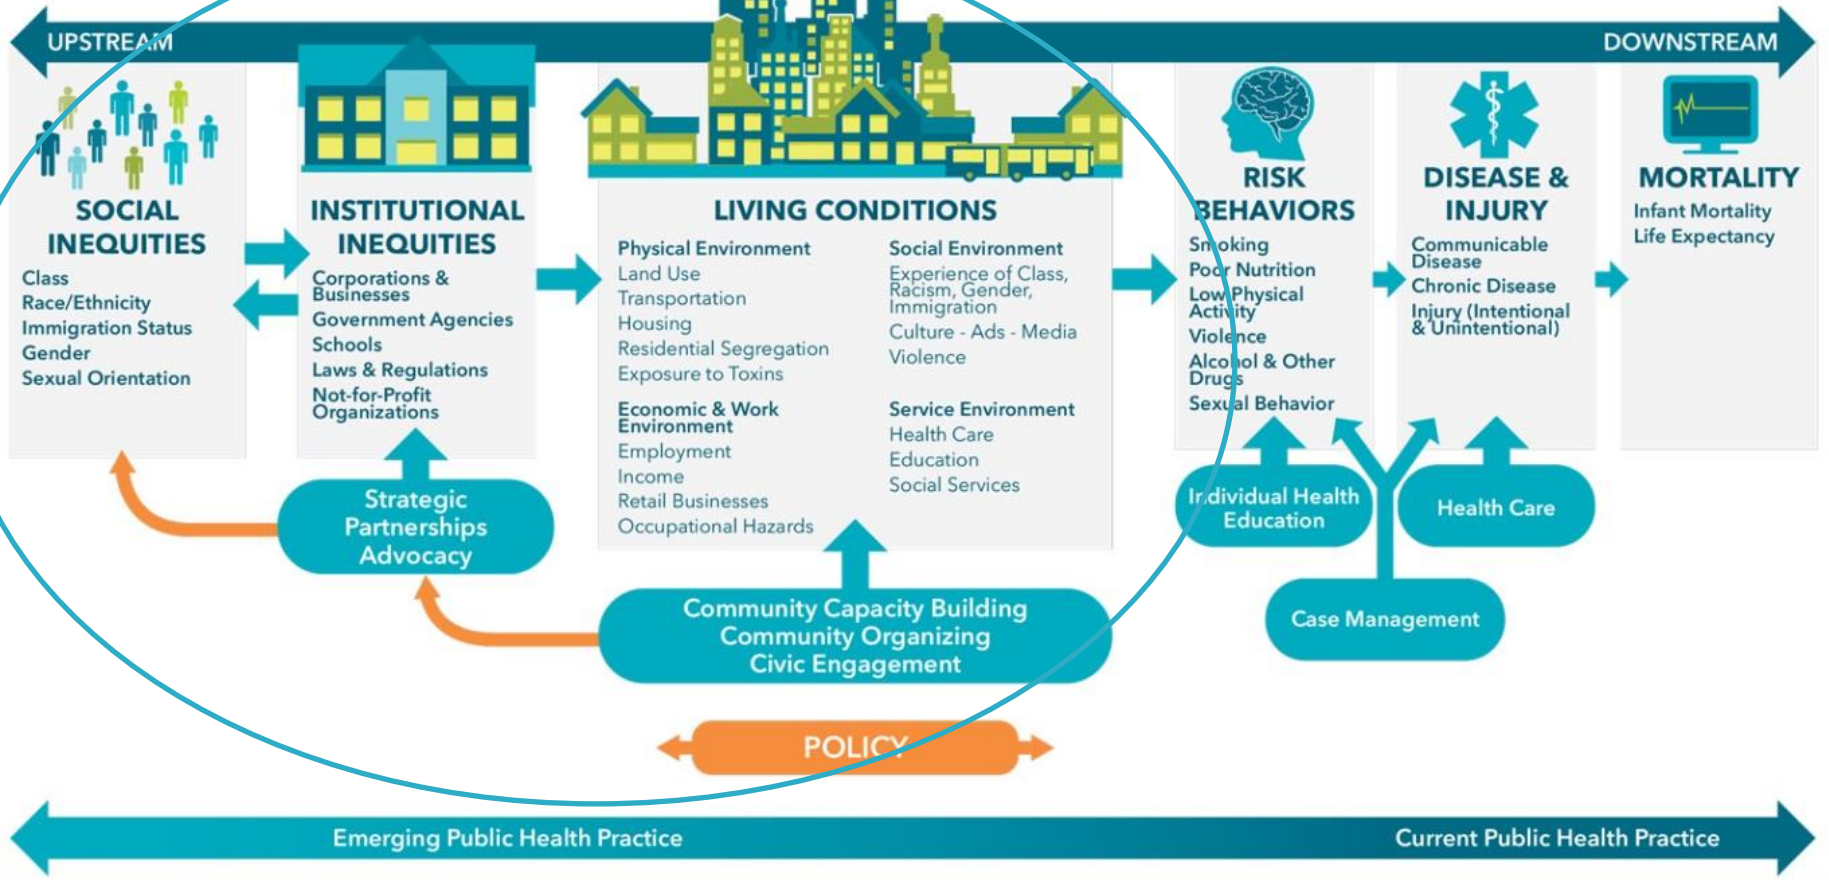 UPSTREAM
DOWNSTREAM
SOCIAL
INEQUITIES
Class
Race/Ethnicity
Immigration Status
Gender
Sexual Orientation
INSTITUTIONAL
INEQUITIES
Corporations &
Businesses
Government Agencies
Schools
Laws & Regulations
Not-for-Profit
Organizations
LIVING CONDITIONS
Physical Environment
Land Use
Transportation
Housing
Residential Segregation
Exposure to Toxins
Economic & Work
Environment
Employment
Income
Retail Businesses
Occupational Hazards
Social Environment
Experience of Class,
Racism, Gender,
Immigration
Culture - Ads - Media
Violence
Service Environment
Health Care
Education
Social Services
RISK
BEHAVIORS
Smoking
Poor Nutrition
Low Physical
Activity
Violence
Alcohol & Other
Drugs
Sexual Behavior
DISEASE &
INJURY
Communicable
Disease
Chronic Disease
Injury (Intentional
& Unintentional)
MORTALITY
Infant Mortality
Life Expectancy
Strategic
Partnerships
Advocacy
Community Capacity Building
Community Organizing
Civic Engagement
Individual Health
Education
Health Care
Case Management
POLICY
Emerging Public Health Practice
Current Public Health Practice